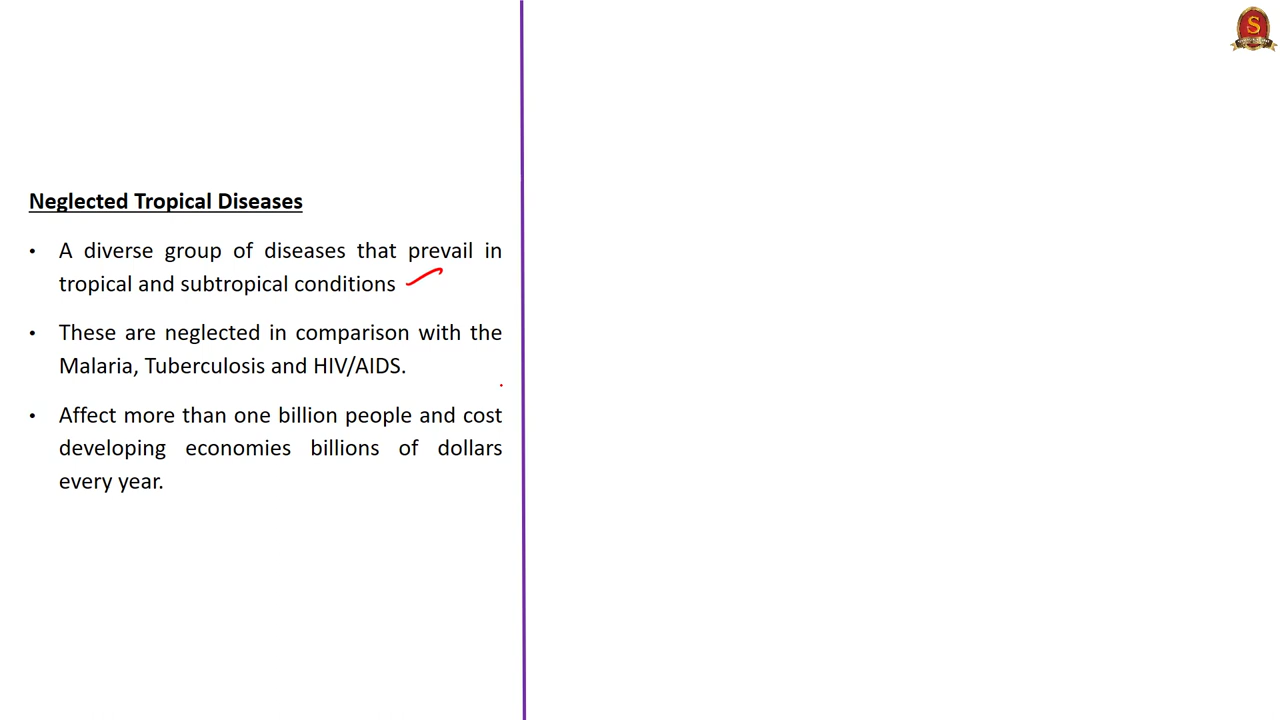 Neglected Tropical Diseases
• A diverse group of diseases that prevail in
tropical and subtropical conditions
• These are neglected in comparison with the
Malaria, Tuberculosis and HIV/AIDS.
• Affect more than one billion people and cost
developing economies billions of dollars
every year.
S